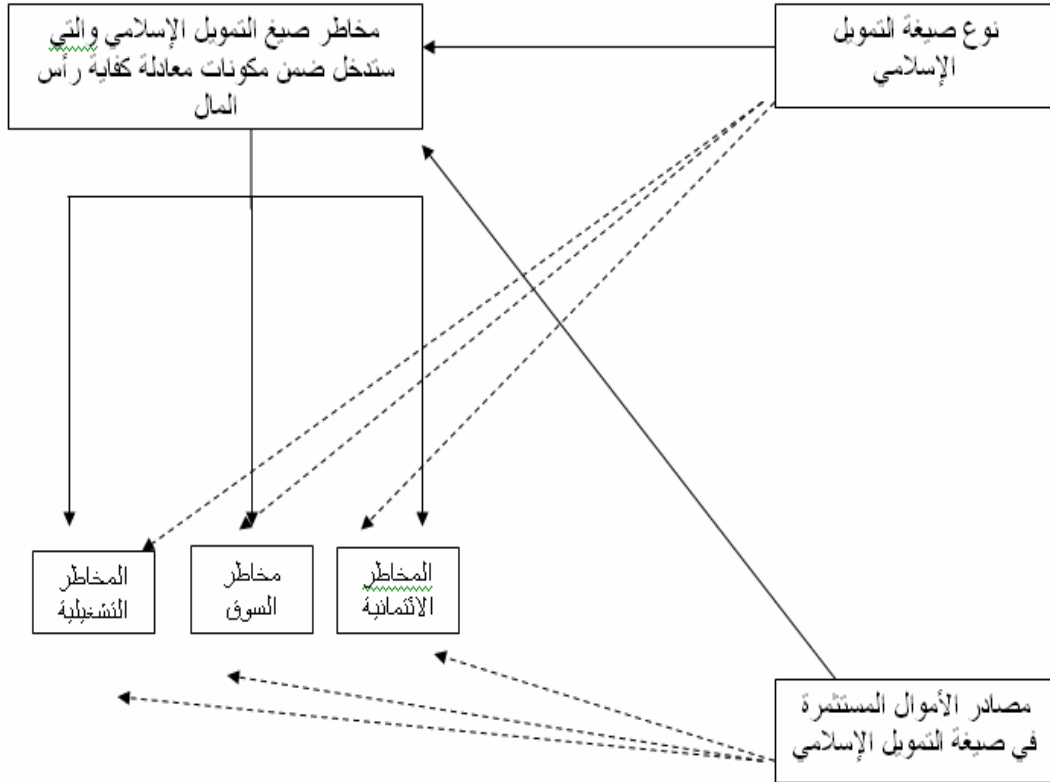 نوع صيغة التمويل
الإسلامي
مخاطر صيغ التمويل الإسلامي والتي
ستدخل ضمن مكونات معادلة كفاية رأس
المال
المخاطر
الائتمانية
مخاطر
السوق
المخاطر
التشغيلية
مصادر الأموال المستثمرة
في صيغة التمويل الإسلامي